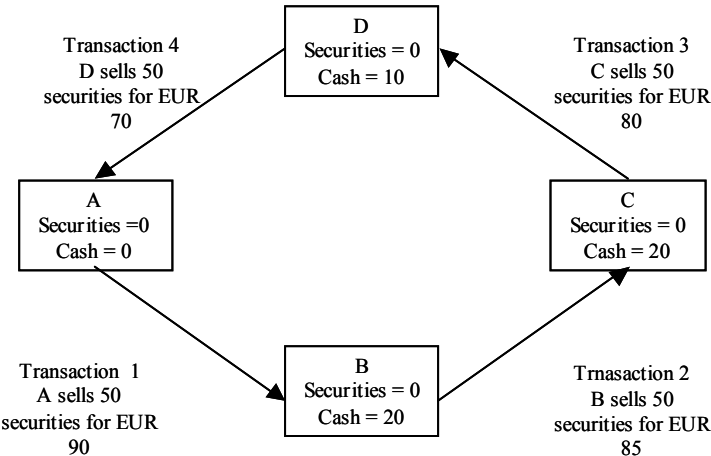 D
Securities = 0
Cash = 10
Transaction 4
D sells 50
securities for EUR
70
Transaction 3
C sells 50
securities for EUR
80
A
Securities =0
Cash = 0
C
Securities = 0
Cash = 20
B
Securities = 0
Cash = 20
Transaction  1
A sells 50
securities for EUR
90
Trnasaction 2
B sells 50
securities for EUR
85